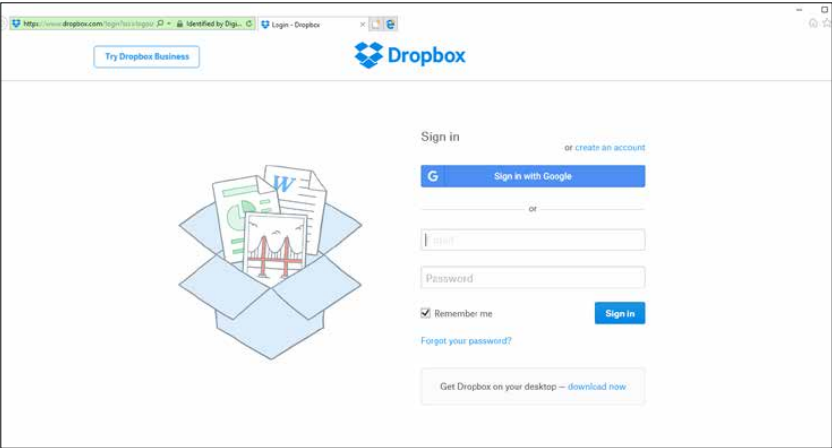 https://www.dropbox.com/login?src=logout
Identified by Digi...
Login - Dropbox
Try Dropbox Business
Dropbox
Sign in
or create an account
G Sign in with Google
or
Email
Password
Remember me
Sign in
Forgot your password?
Get Dropbox on your desktop – download now
W